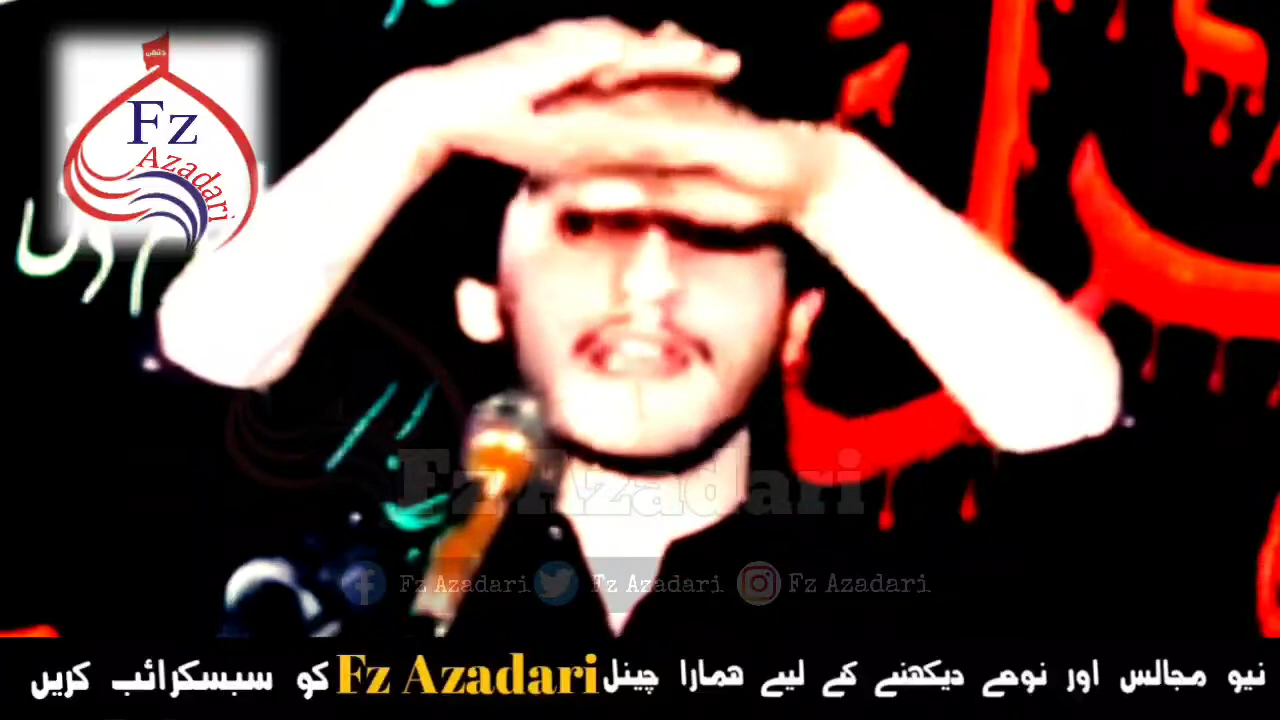 Fz
Azadari
Fz Azadari
Fz Azadari Fz Azadari Fz Azadari
نیو مجالس اور نوحے دیکھنے کے لیے ھمارا چینل Fz Azadari کو سبسکرائب کریں